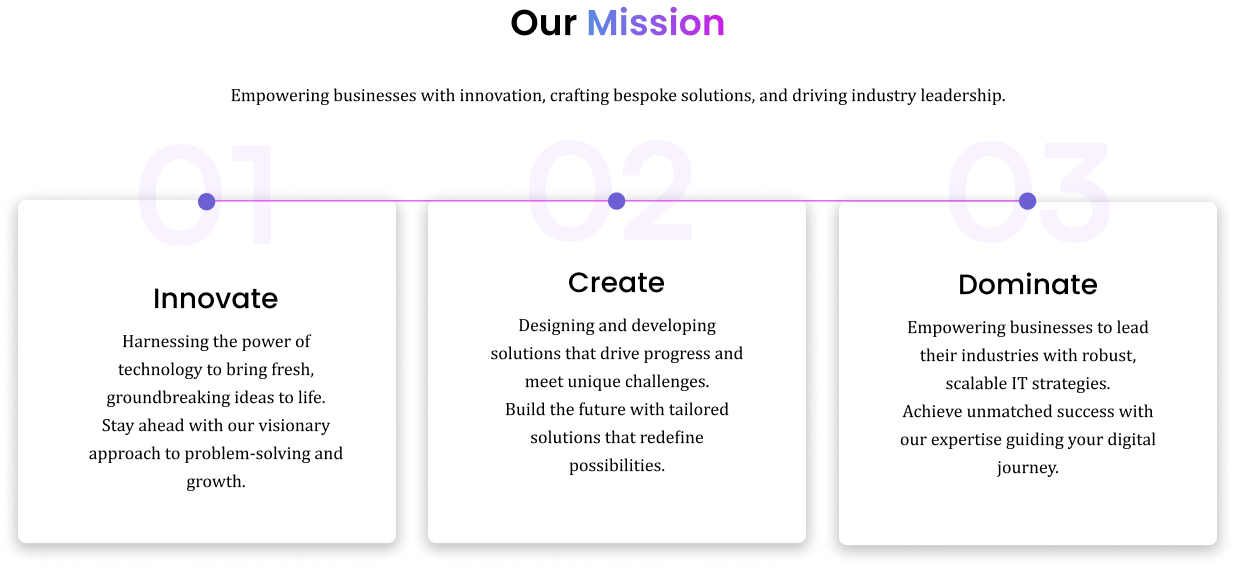 Our Mission
Empowering businesses with innovation, crafting bespoke solutions, and driving industry leadership.
01
Innovate
Harnessing the power of
technology to bring fresh,
groundbreaking ideas to life.
Stay ahead with our visionary
approach to problem-solving and
growth.
02
Create
Designing and developing
solutions that drive progress and
meet unique challenges.
Build the future with tailored
solutions that redefine
possibilities.
03
Dominate
Empowering businesses to lead
their industries with robust,
scalable IT strategies.
Achieve unmatched success with
our expertise guiding your digital
journey.